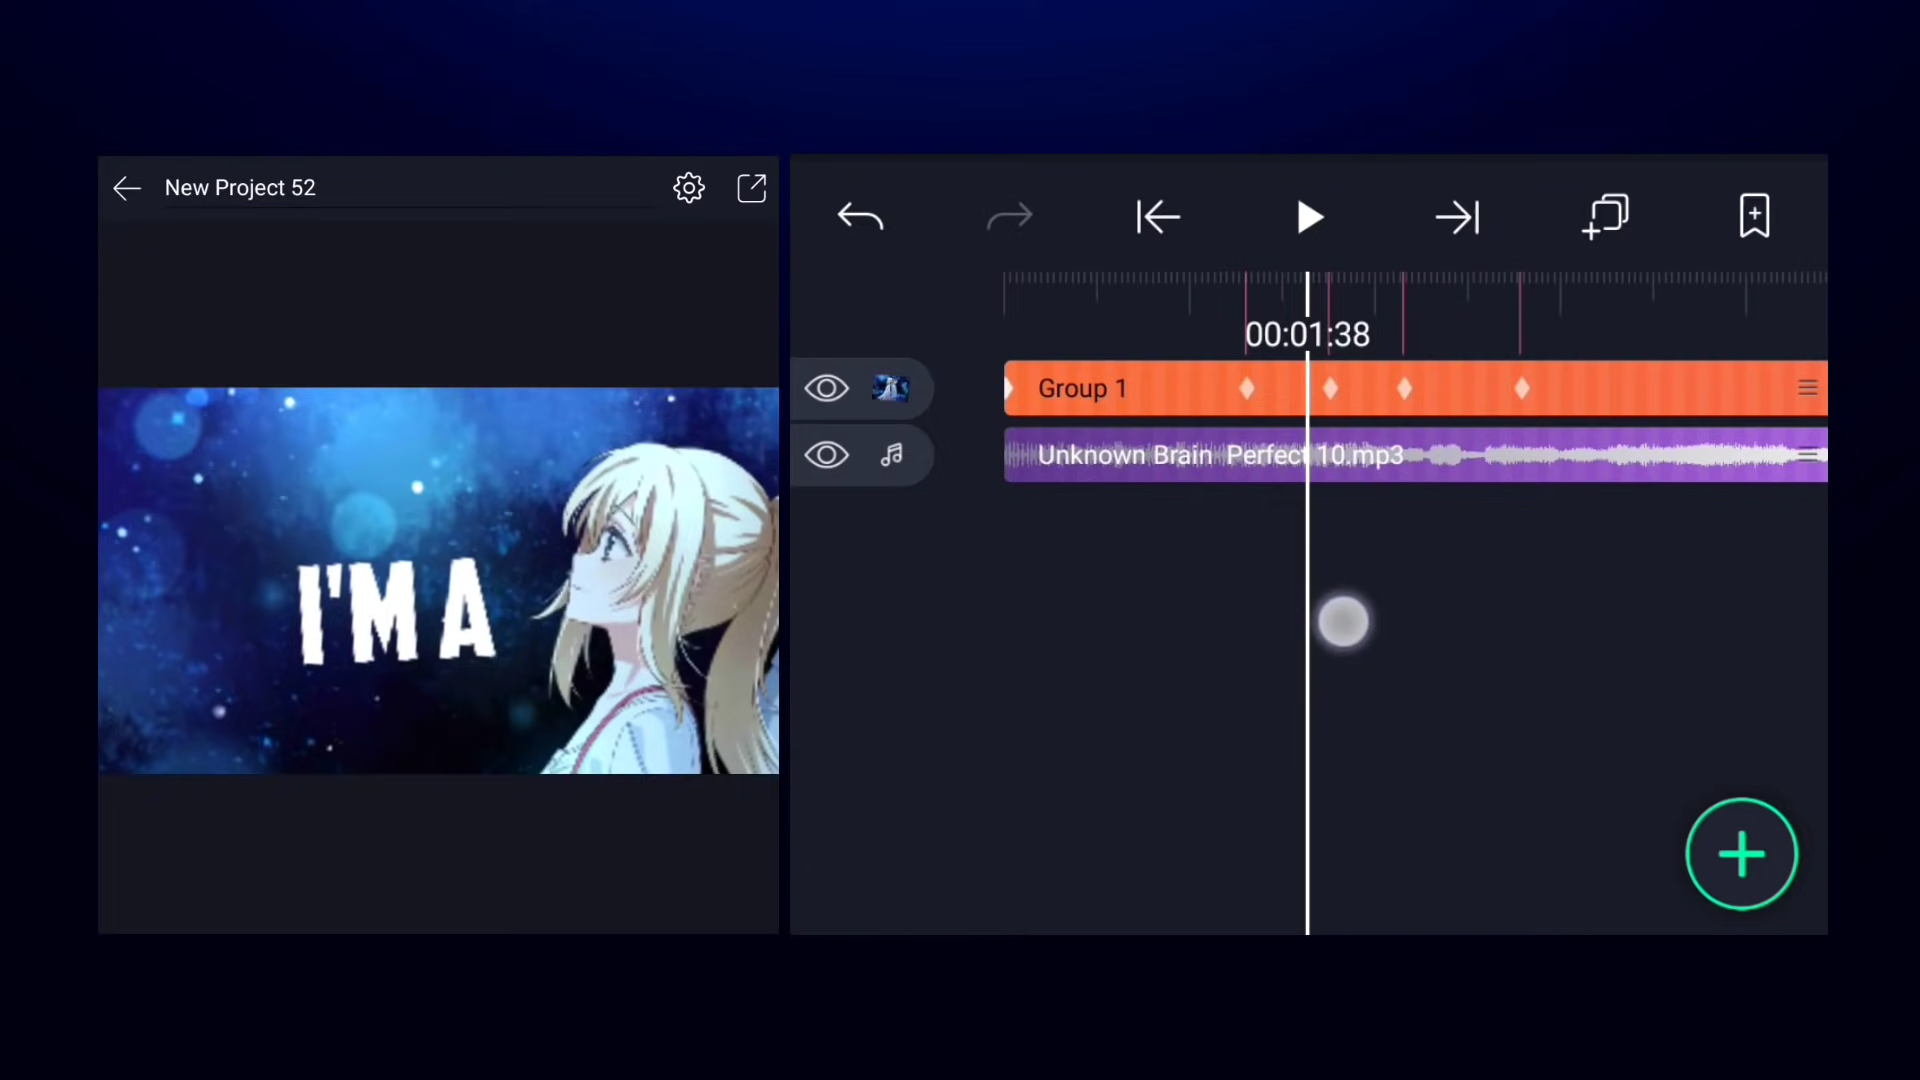 New Project 52
I'M A
00:01:38
Group 1
Unknown Brain Perfect 10.mp3